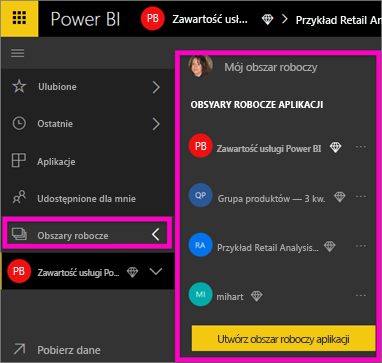 Power BI
PB Zawartość usł... > Przykład Retail Analysis
Ulubione
Ostatnie
Aplikacje
Udostępnione dla mnie
Obszary robocze
PB Zawartość usługi Po...
Pobierz dane
Mój obszar roboczy
OBSYARY ROBOCZE APLIKACJI
PB Zawartość usługi Power BI ...
QP Grupa produktów — 3 kw. ...
RA Przykład Retail Analysis... ...
MI mihart ...
Utwórz obszar roboczy aplikacji